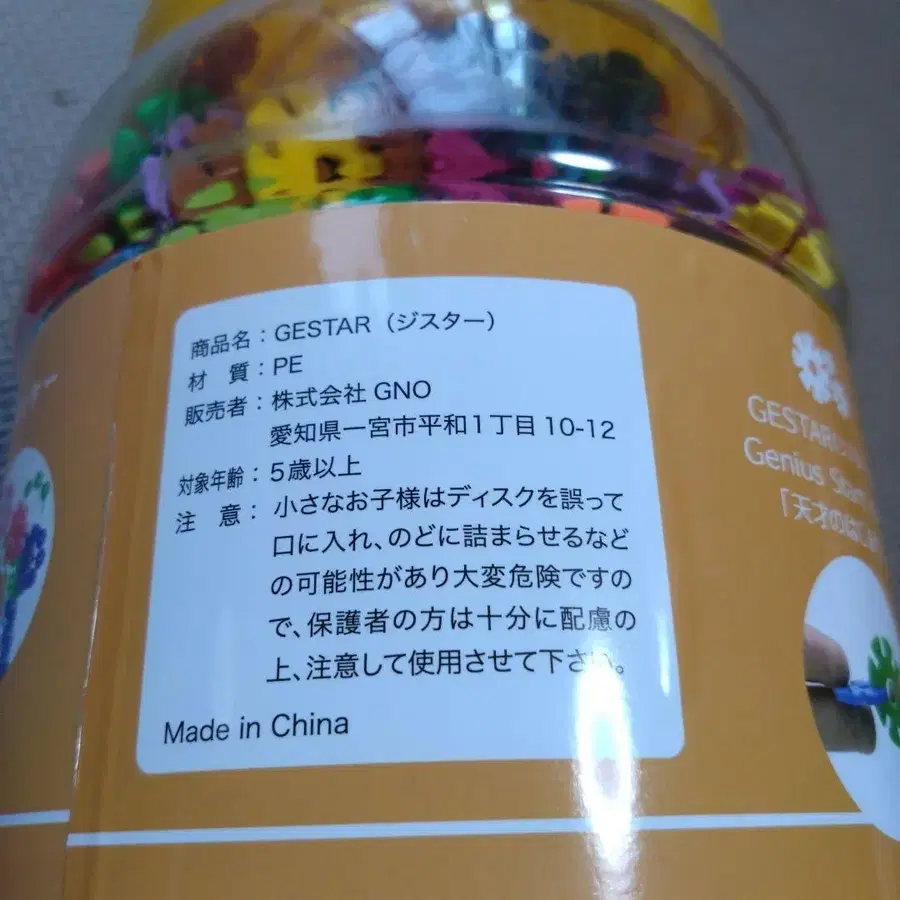 商品名：GESTAR（ジスター）
材　質：PE
販売者：株式会社 GNO
愛知県一宮市平和1丁目10-12
対象年齢：5歳以上
注　意：小さなお子様はディスクを誤って
口に入れ、のどに詰まらせるなど
の可能性があり大変危険ですの
で、保護者の方は十分に配慮の
上、注意して使用させて下さい。
Made in China
GESTAR
Genius
「天才の